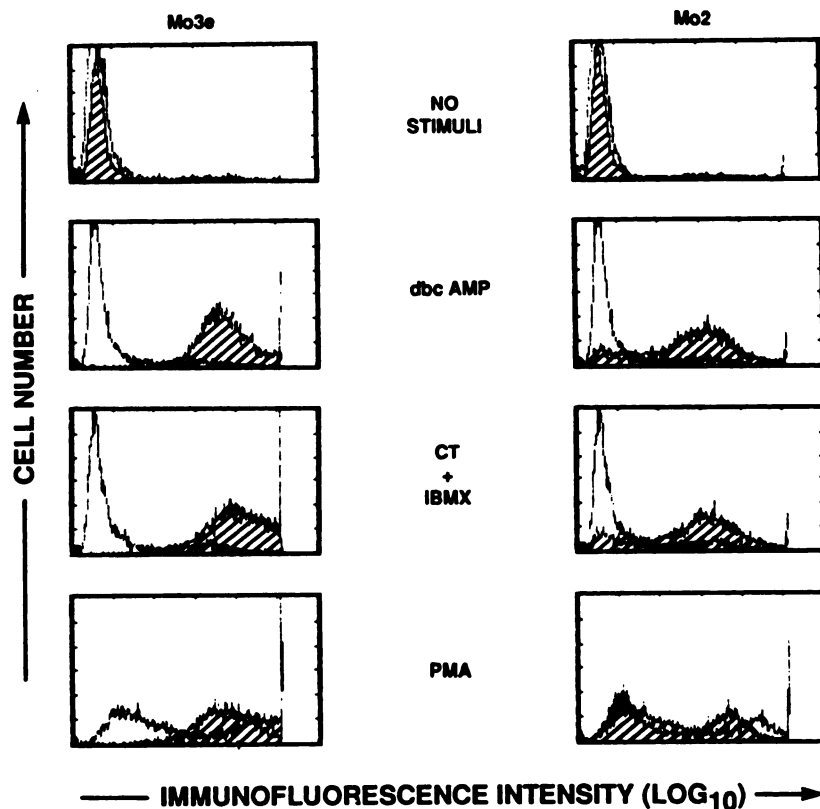 Mo3e
Mo2
NO
STIMULI
dbc AMP
CT
+
IBMX
PMA
CELL NUMBER
IMMUNOFLUORESCENCE INTENSITY (LOG10)